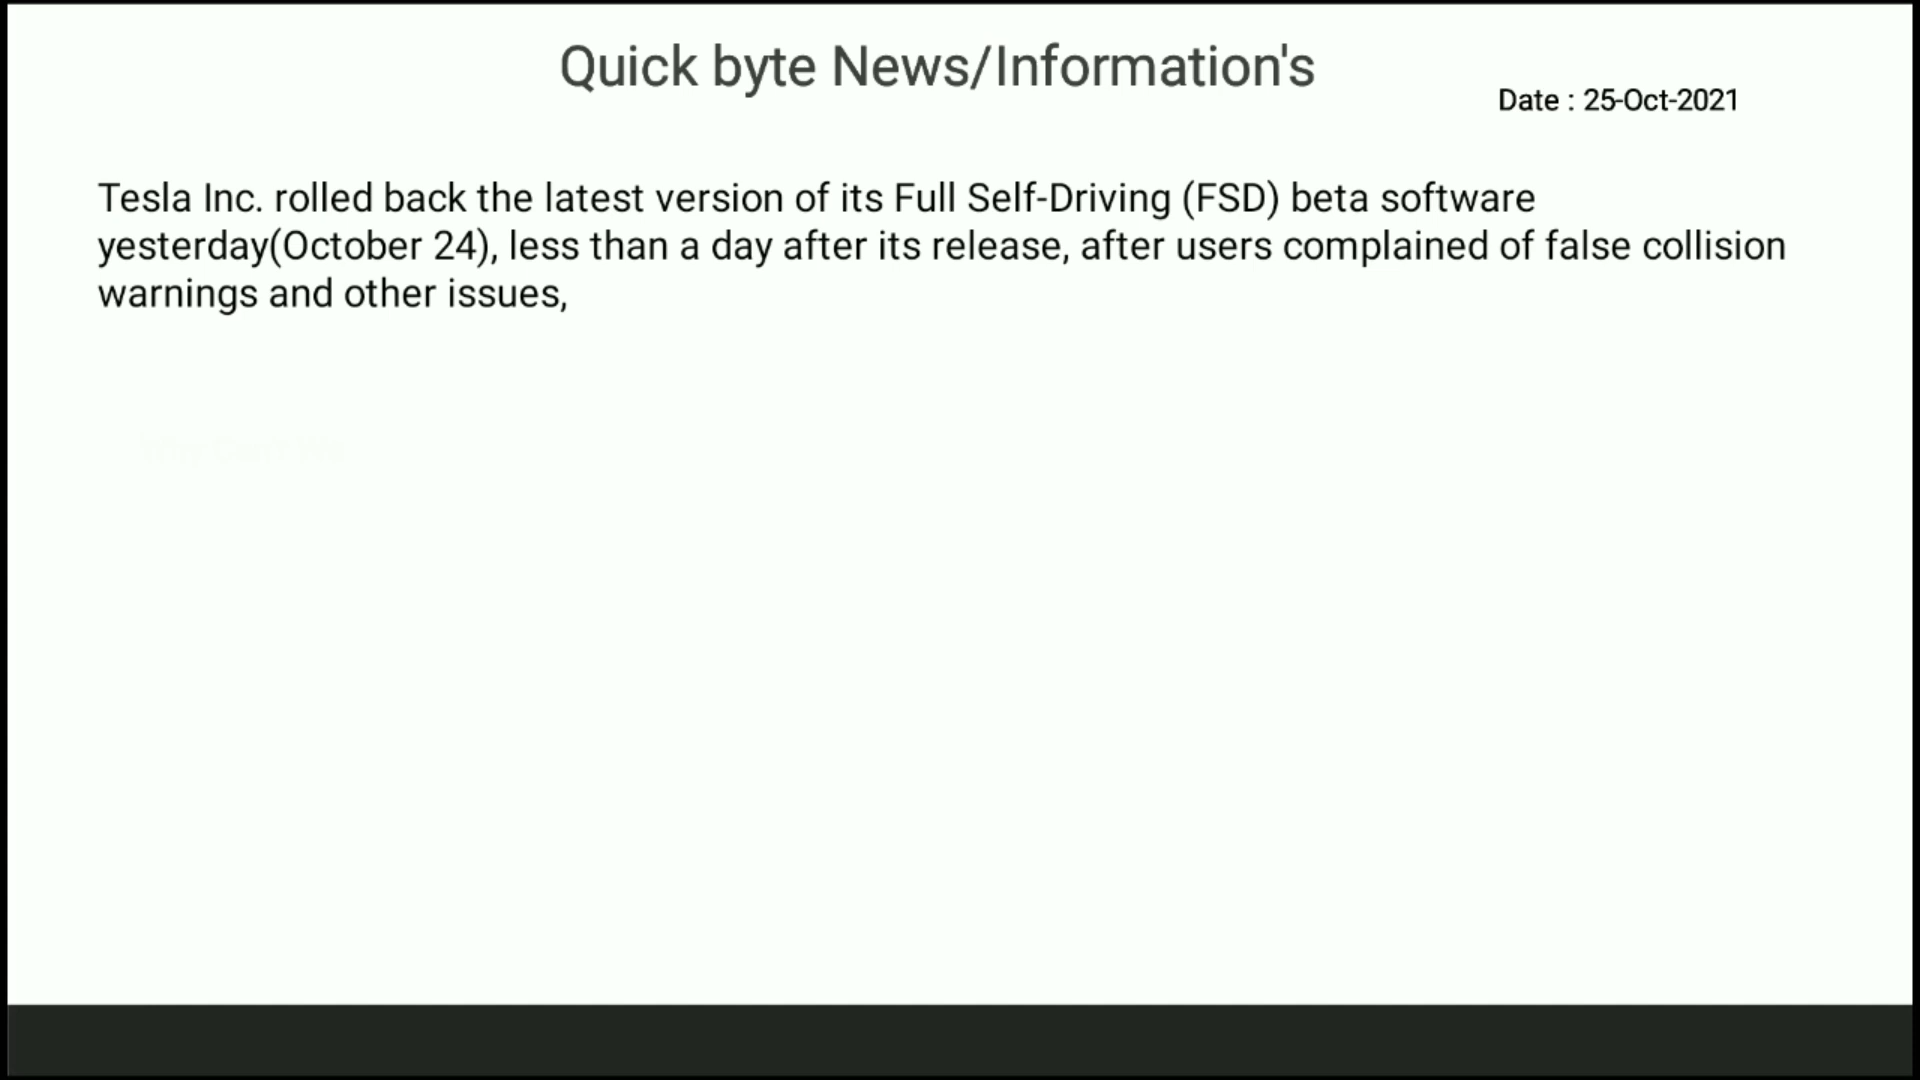 Quick byte News/Information's
Date : 25-Oct-2021
Tesla Inc. rolled back the latest version of its Full Self-Driving (FSD) beta software
yesterday(October 24), less than a day after its release, after users complained of false collision
warnings and other issues,